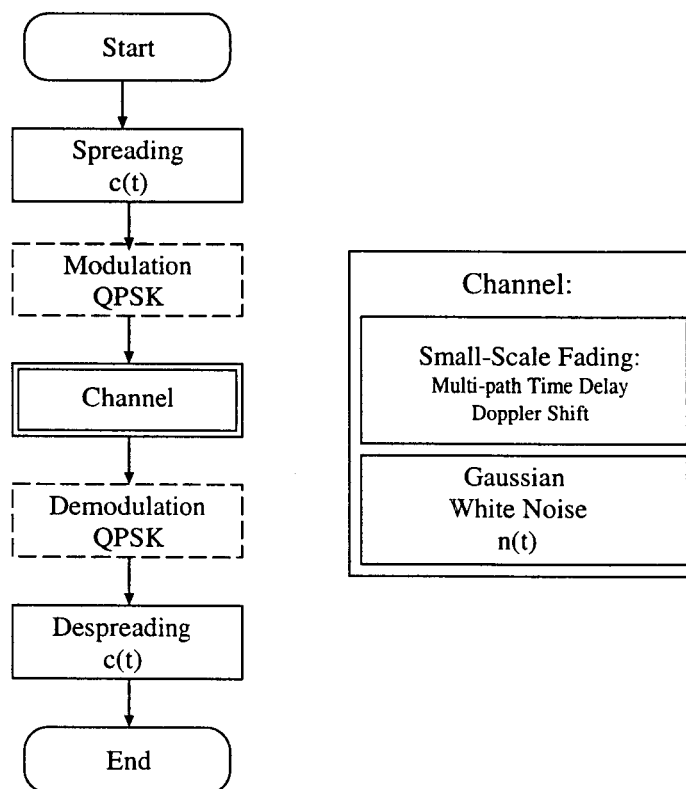 Start
Spreading
c(t)
Modulation
QPSK
Channel
Demodulation
QPSK
Despreading
c(t)
End
Channel:
Small-Scale Fading:
Multi-path Time Delay
Doppler Shift
Gaussian
White Noise
n(t)